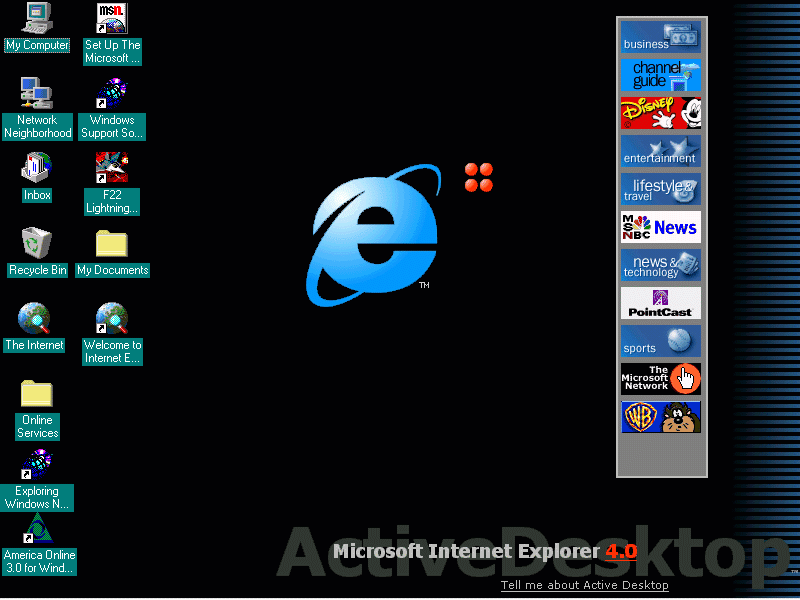 My Computer
msn.
Set Up The
Microsoft ...
Network
Neighborhood
Windows
Support So...
Inbox
F22
Lightning...
Recycle Bin
My Documents
The Internet
Welcome to
Internet E...
Online
Services
Exploring
Windows N...
America Online
3.0 for Wind...
e
TM
business
channel
guide
Disney
entertainment
lifestyle&
travel
MSNBC News
news &
technology
PointCast
sports
The
Microsoft
Network
WB
ActiveDesktop
Microsoft Internet Explorer 4.0
Tell me about Active Desktop